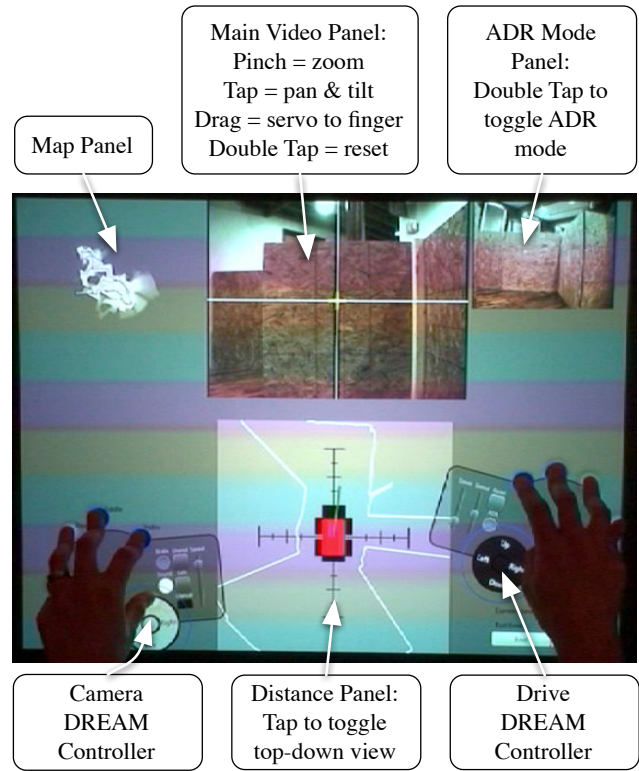 Main Video Panel:
Pinch = zoom
Tap = pan & tilt
Drag = servo to finger
Double Tap = reset
ADR Mode
Panel:
Double Tap to
toggle ADR
mode
Map Panel
Up
Left
Right
Camera
DREAM
Controller
Distance Panel:
Tap to toggle
top-down view
Drive
DREAM
Controller